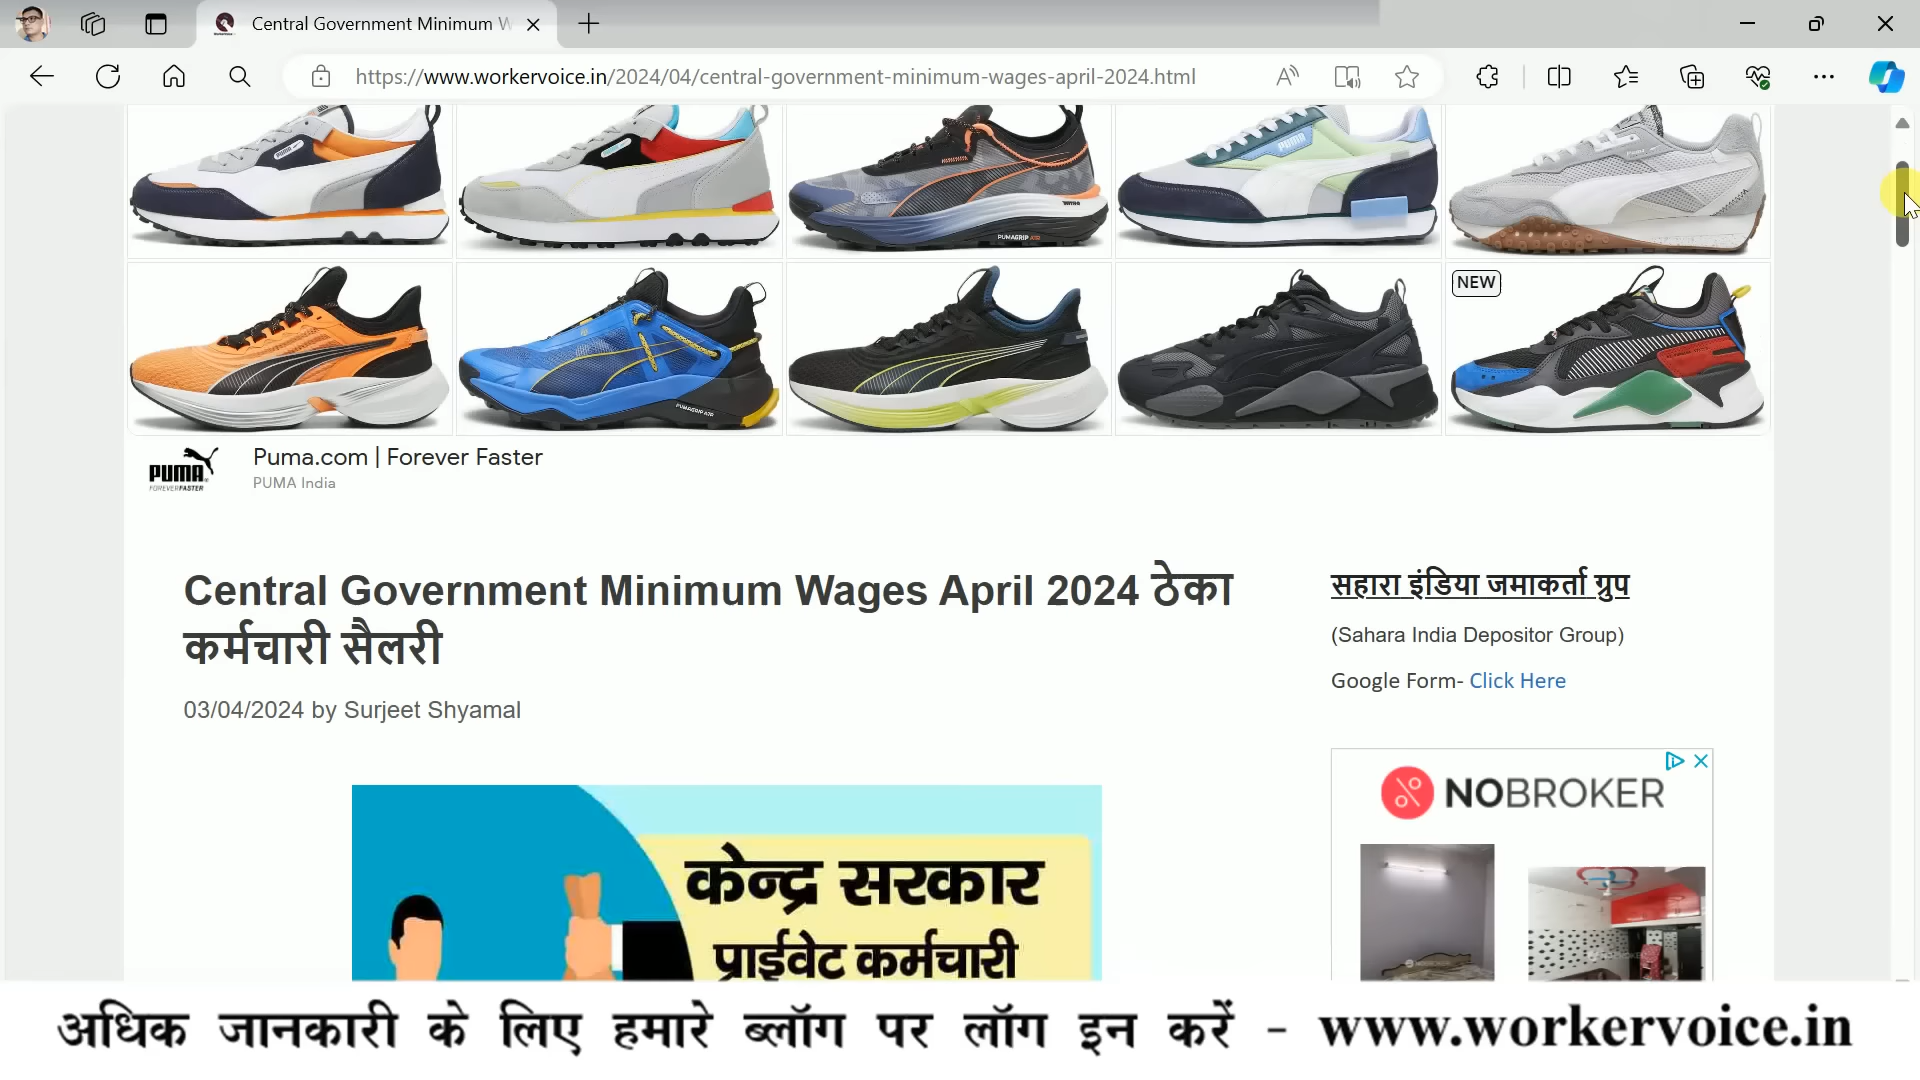 Central Government Minimum W
https://www.workervoice.in/2024/04/central-government-minimum-wages-april-2024.html
NEW
PUMA
FOREVER FASTER
Puma.com | Forever Faster
PUMA India
Central Government Minimum Wages April 2024 ठेका
कर्मचारी सैलरी
03/04/2024 by Surjeet Shyamal
सहारा इंडिया जमाकर्ता ग्रुप
(Sahara India Depositor Group)
Google Form- Click Here
NOBROKER
केन्द्र सरकार
प्राईवेट कर्मचारी
अधिक जानकारी के लिए हमारे ब्लॉग पर लॉग इन करें - www.workervoice.in